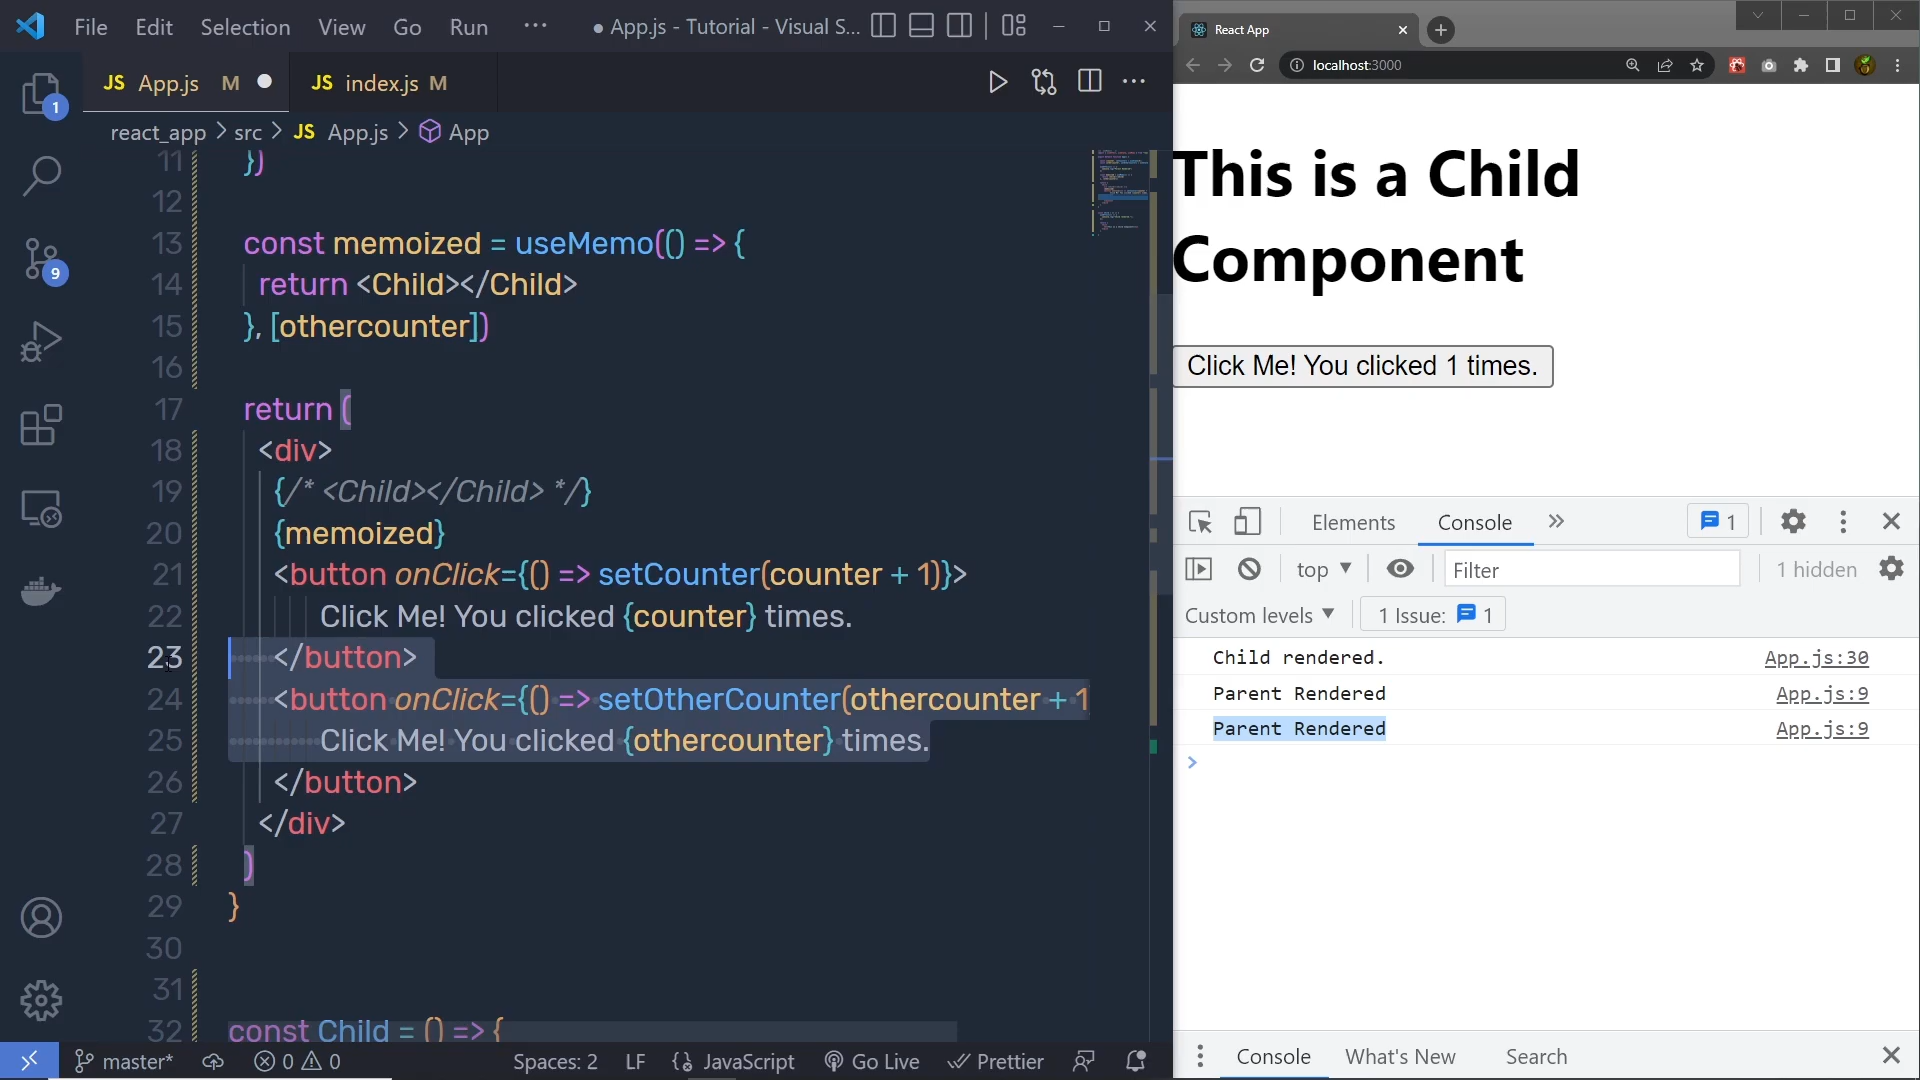 File Edit Selection View Go Run ··· ● App.js - Tutorial - Visual S...
JS App.js M ● JS index.js M
react_app > src > JS App.js > App
11 })
12
13 const memoized = useMemo(() => {
14 return <Child></Child>
15 }, [othercounter])
16
17 return (
18 <div>
19 {/* <Child></Child> */}
20 {memoized}
21 <button onClick={() => setCounter(counter + 1)}>
22 Click Me! You clicked {counter} times.
23 </button>
24 <button onClick={() => setOtherCounter(othercounter + 1
25 Click Me! You clicked {othercounter} times.
26 </button>
27 </div>
28 )
29 }
30
31
32 const Child = () => {
1
9
master* 0 0 Spaces: 2 LF {} JavaScript Go Live Prettier
React App
localhost:3000
This is a Child
Component
Click Me! You clicked 1 times.
Elements Console 1
top Filter 1 hidden
Custom levels 1 Issue: 1
Child rendered. App.js:30
Parent Rendered App.js:9
Parent Rendered App.js:9
>
Console What's New Search